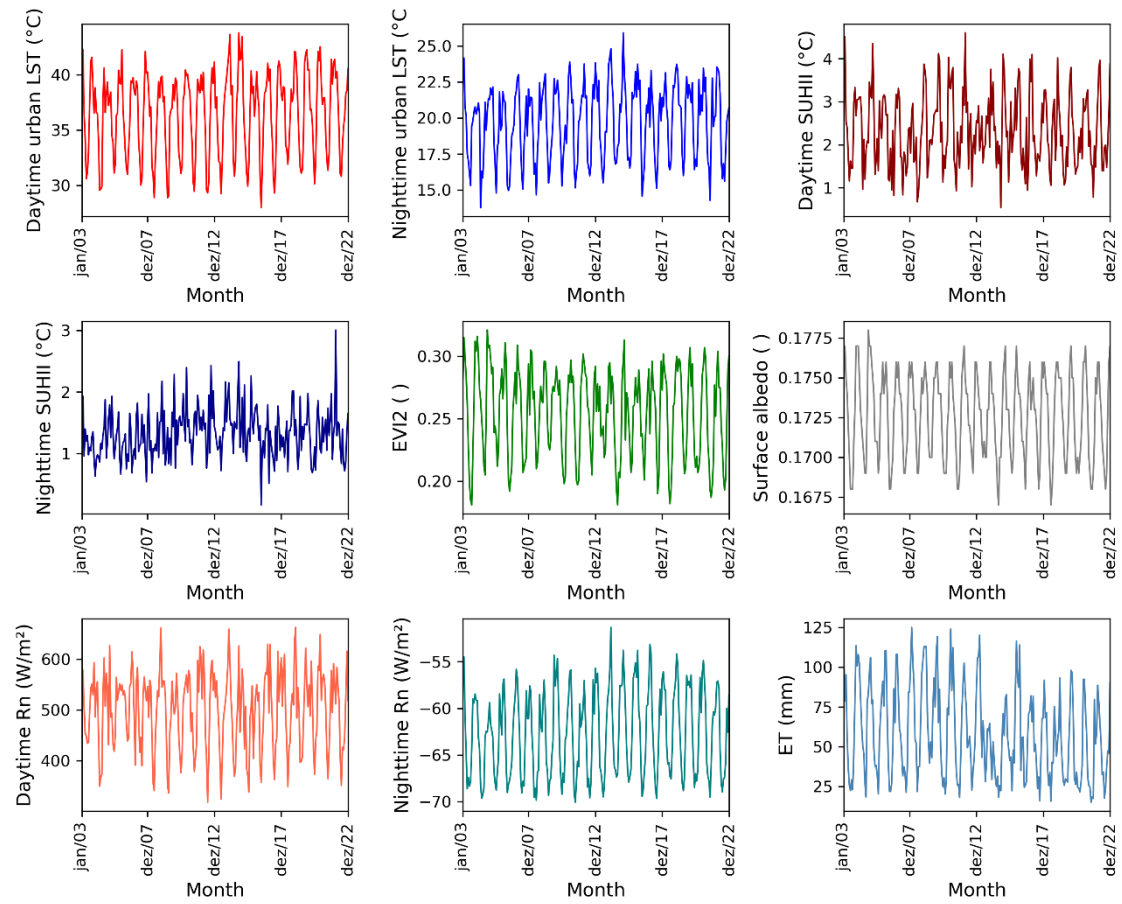 Daytime urban LST (°C)
40
35
30
jan/03
dez/07
dez/12
dez/17
dez/22
Month
Nighttime urban LST (°C
25.0
22.5
20.0
17.5
15.0
jan/03
dez/07
dez/12
dez/17
dez/22
Month
Daytime SUHII (°C)
4
3
2
1
jan/03
dez/07
dez/12
dez/17
dez/22
Month
Nighttime SUHII (°C)
3
2
1
jan/03
dez/07
dez/12
dez/17
dez/22
Month
EVI2 ( )
0.30
0.25
0.20
jan/03
dez/07
dez/12
dez/17
dez/22
Month
Surface albedo ( )
0.1775
0.1750
0.1725
0.1700
0.1675
jan/03
dez/07
dez/12
dez/17
dez/22
Month
Daytime Rn (W/m²)
600
500
400
jan/03
dez/07
dez/12
dez/17
dez/22
Month
Nighttime Rn (W/m²)
−55
−60
−65
−70
jan/03
dez/07
dez/12
dez/17
dez/22
Month
ET (mm)
125
100
75
50
25
jan/03
dez/07
dez/12
dez/17
dez/22
Month